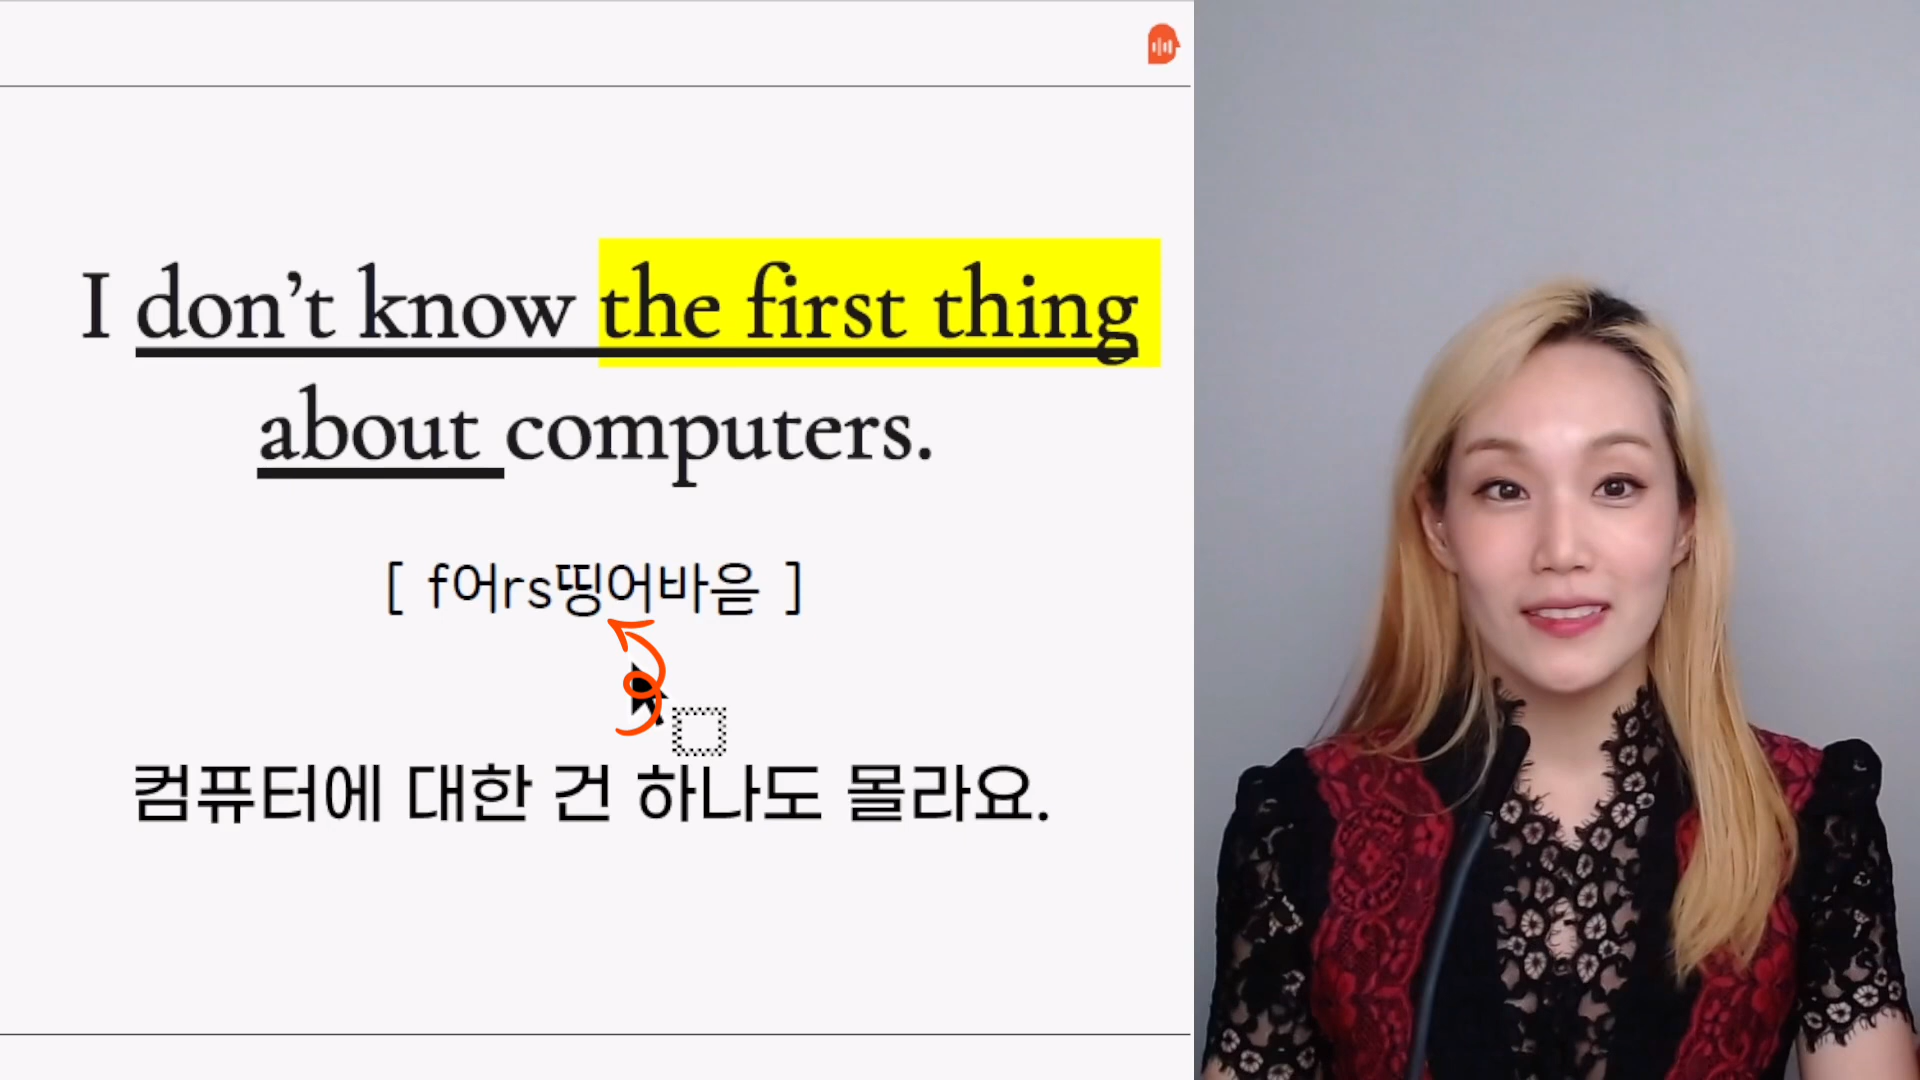 I don’t know the first thing
about computers.
[ f어rs띵어바읕 ]
컴퓨터에 대한 건 하나도 몰라요.